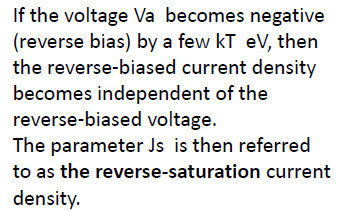 If the voltage Va becomes negative
(reverse bias) by a few kT eV, then
the reverse-biased current density
becomes independent of the
reverse-biased voltage.
The parameter Js is then referred
to as the reverse-saturation current
density.